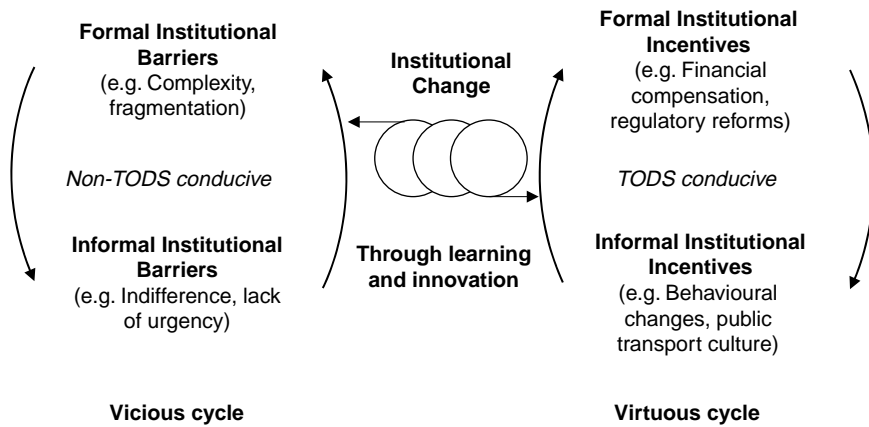 Formal Institutional
Barriers
(e.g. Complexity,
fragmentation)
Non-TODS conducive
Informal Institutional
Barriers
(e.g. Indifference, lack
of urgency)
Vicious cycle
Institutional
Change
Through learning
and innovation
Formal Institutional
Incentives
(e.g. Financial
compensation,
regulatory reforms)
TODS conducive
Informal Institutional
Incentives
(e.g. Behavioural
changes, public
transport culture)
Virtuous cycle